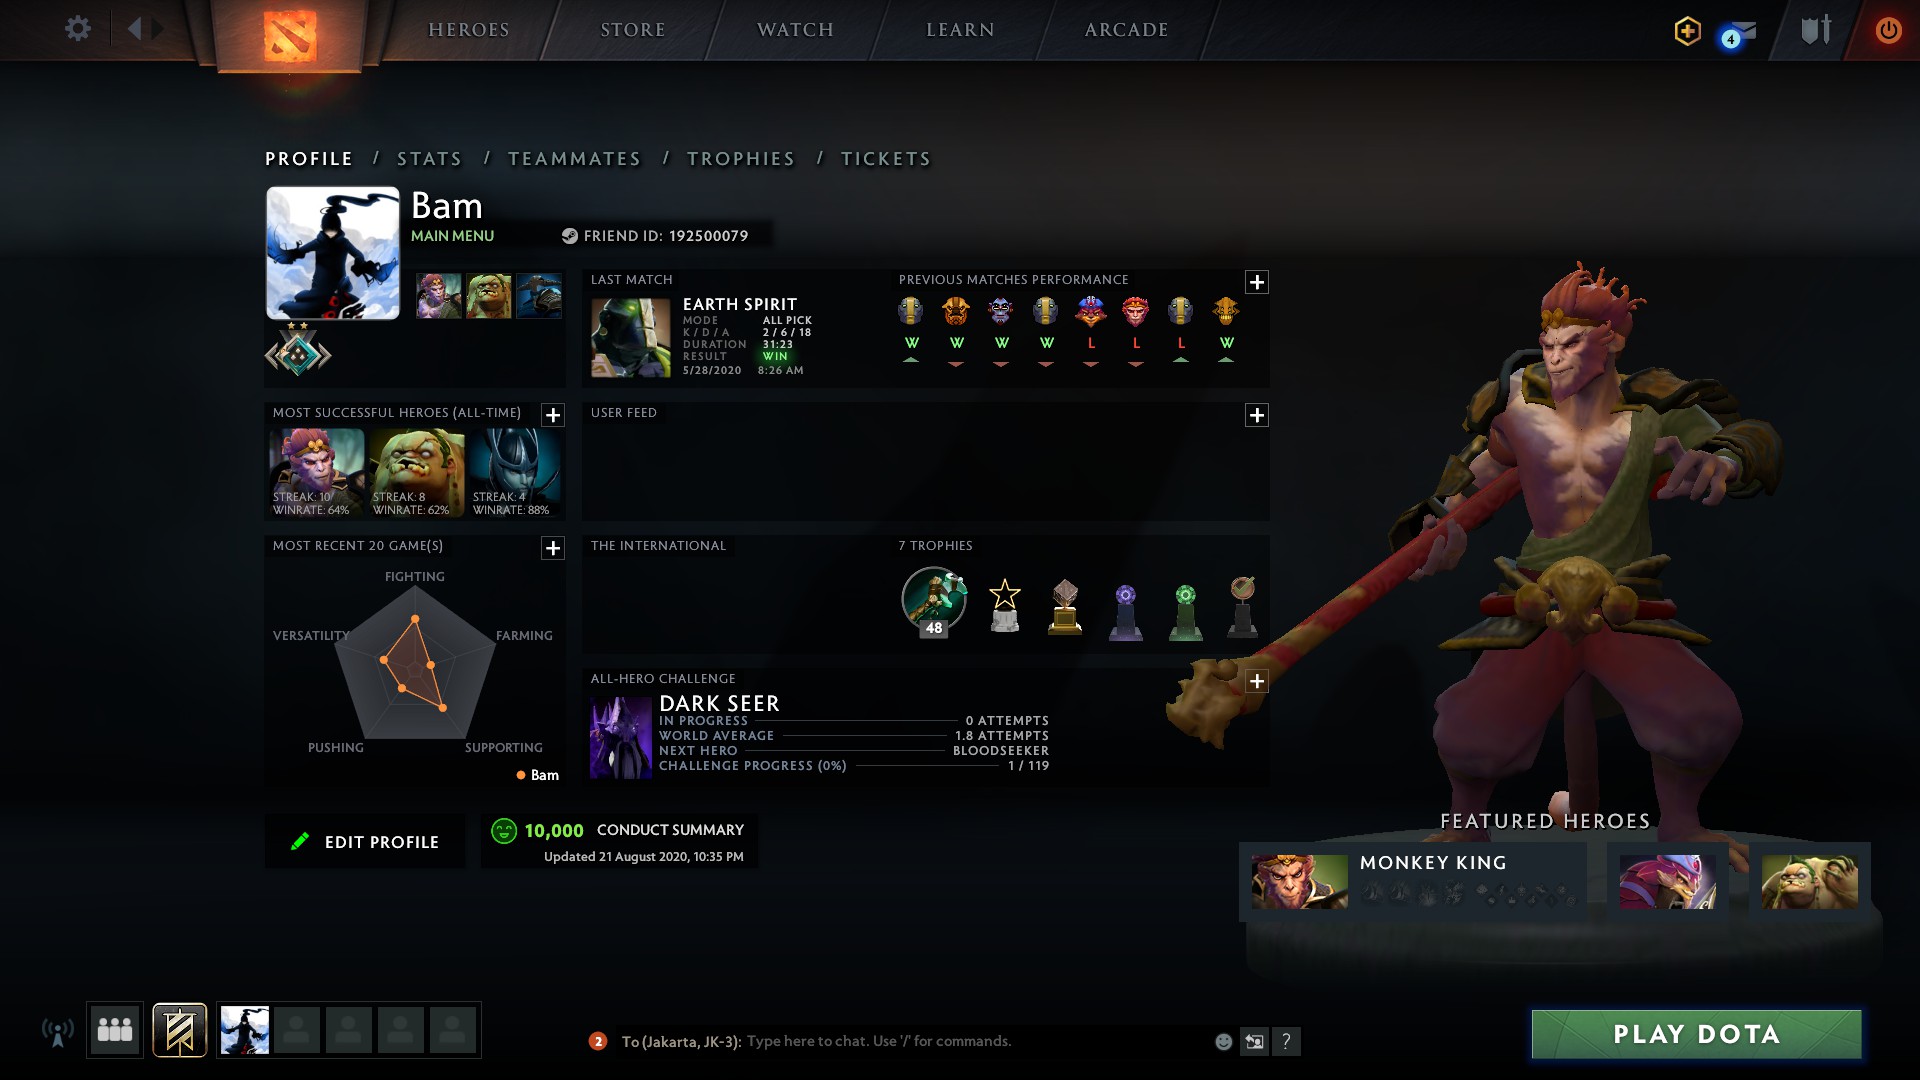 HEROES
STORE
WATCH
LEARN
ARCADE
4
PROFILE / STATS / TEAMMATES / TROPHIES / TICKETS
Bam
MAIN MENU
FRIEND ID: 192500079
LAST MATCH
EARTH SPIRIT
MODE ALL PICK
K / D / A 2 / 6 / 18
DURATION 31:23
RESULT WIN
5/28/2020 8:26 AM
PREVIOUS MATCHES PERFORMANCE
W W W W L L L W
MOST SUCCESSFUL HEROES (ALL-TIME)
STREAK: 10
WINRATE: 64%
STREAK: 8
WINRATE: 62%
STREAK: 4
WINRATE: 88%
USER FEED
MOST RECENT 20 GAME(S)
FIGHTING
VERSATILITY
FARMING
PUSHING
SUPPORTING
Bam
THE INTERNATIONAL
7 TROPHIES
48
ALL-HERO CHALLENGE
DARK SEER
IN PROGRESS 0 ATTEMPTS
WORLD AVERAGE 1.8 ATTEMPTS
NEXT HERO BLOODSEEKER
CHALLENGE PROGRESS (0%) 1 / 119
EDIT PROFILE
10,000 CONDUCT SUMMARY
Updated 21 August 2020, 10:35 PM
FEATURED HEROES
MONKEY KING
2 To (Jakarta, JK-3): Type here to chat. Use '/' for commands.
?
PLAY DOTA